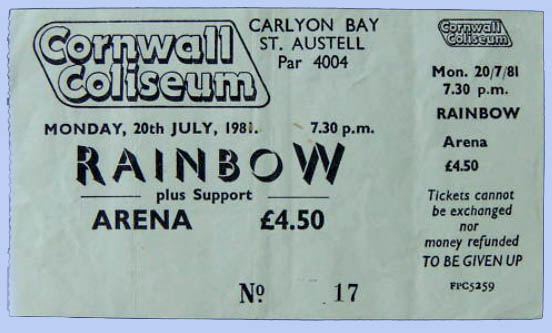 Cornwall
Coliseum
CARLYON BAY
ST. AUSTELL
Par 4004
MONDAY, 20th JULY, 1981. 7.30 p.m.
RAINBOW
plus Support
ARENA £4.50
Nº 17
Cornwall
Coliseum
Mon. 20/7/81
7.30 p.m.
RAINBOW
Arena
£4.50
Tickets cannot
be exchanged
nor
money refunded
TO BE GIVEN UP
FPC5259